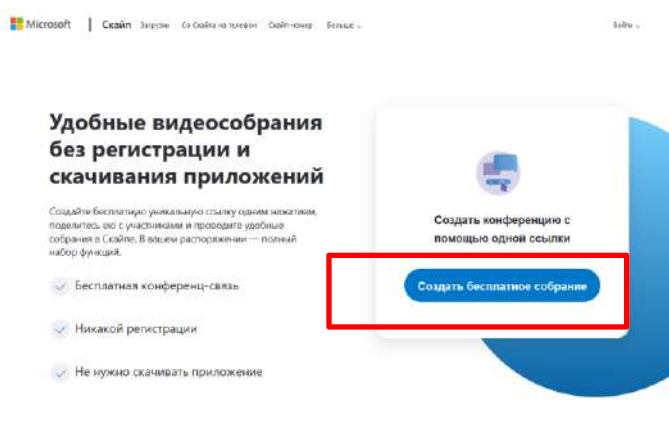 Microsoft | Скайп Загрузки Со Скайпа на телефон Скайп-номер Больше Войти
Удобные видеособрания
без регистрации и
скачивания приложений
Создайте бесплатную уникальную ссылку одним нажатием,
поделитесь ею с участниками и проводите удобные
собрания в Скайпе. В вашем распоряжении — полный
набор функций.
Бесплатная конференц-связь
Никакой регистрации
Не нужно скачивать приложение
Создать конференцию с
помощью одной ссылки
Создать бесплатное собрание